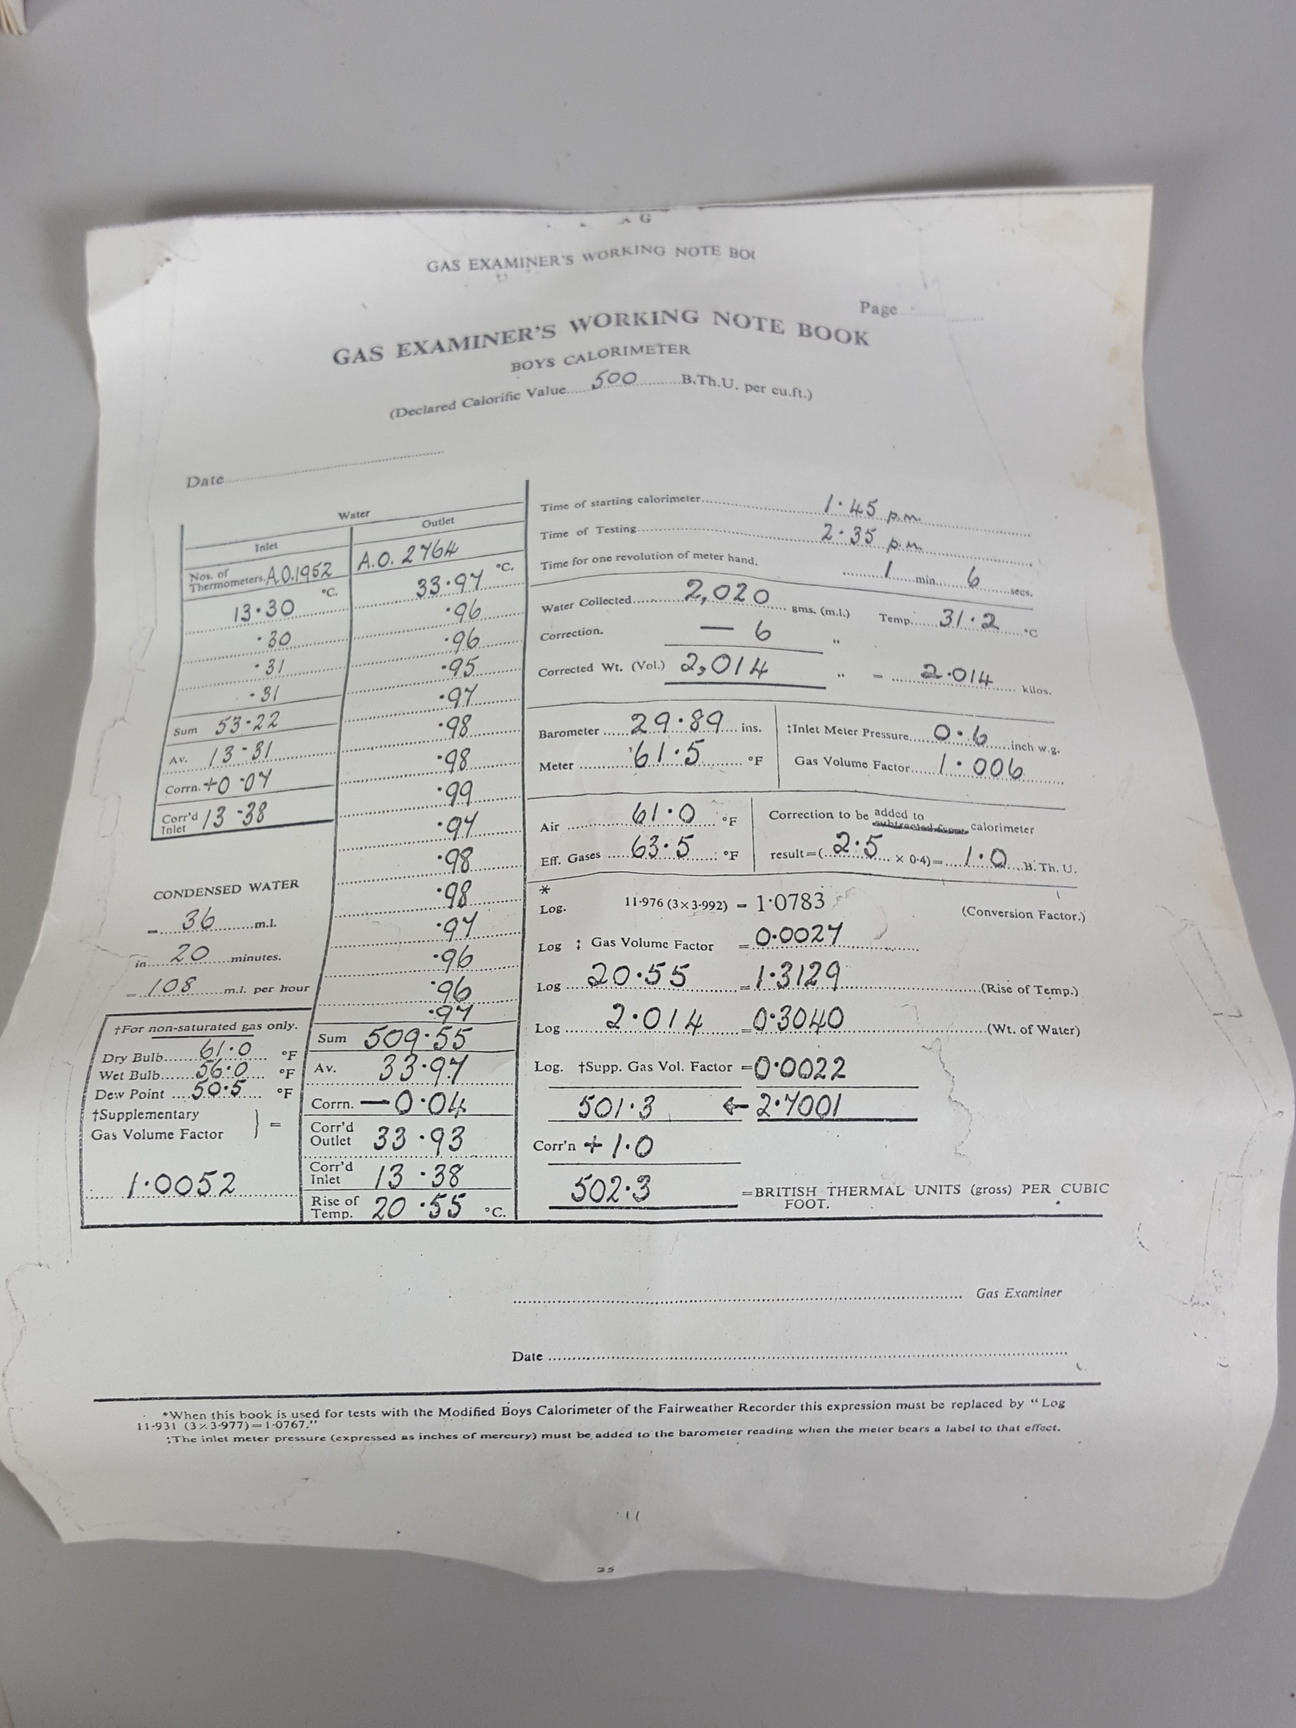 GAS EXAMINER'S WORKING NOTE BO
GAS EXAMINER'S WORKING NOTE BOOK
Page
BOYS CALORIMETER
(Declared Calorific Value 500 B.Th.U. per cu.ft.)
Date
Water
Inlet Outlet
Nos. of Thermometers A.O.1952 A.O. 2764
°C. °C.
13·30 33·97
·30 ·96
·31 ·96
·31 ·95
Sum 53·22 ·97
Av. 13·31 ·98
Corrn. +0·07 ·98
Corr'd Inlet 13·38 ·99
·97
·98
·98
·97
·96
·96
·97
CONDENSED WATER
= 36 m.l.
in 20 minutes.
= 108 m.l. per hour
†For non-saturated gas only.
Dry Bulb 61·0 °F
Wet Bulb 56·0 °F
Dew Point 50·5 °F
†Supplementary
Gas Volume Factor } =
1·0052
Sum 509·55
Av. 33·97
Corrn. —0·04
Corr'd Outlet 33·93
Corr'd Inlet 13·38
Rise of Temp. 20·55 °C.
Time of starting calorimeter 1·45 p.m.
Time of Testing 2·35 p.m.
Time for one revolution of meter hand. 1 min. 6 secs.
Water Collected 2,020 gms. (m.l.) Temp. 31·2 °C
Correction. — 6 "
Corrected Wt. (Vol.) 2,014 " = 2·014 kilos.
Barometer 29·89 ins. ‡Inlet Meter Pressure 0·6 inch w.g.
Meter 61·5 °F Gas Volume Factor 1·006
Air 61·0 °F Correction to be added to subtracted from calorimeter
Eff. Gases 63·5 °F result=( 2·5 × 0·4)= 1·0 B. Th. U.
*
Log. 11·976 (3×3·992) = 1·0783 (Conversion Factor.)
Log ‡ Gas Volume Factor = 0·0027
Log 20·55 = 1·3129 (Rise of Temp.)
Log 2·014 = 0·3040 (Wt. of Water)
Log. †Supp. Gas Vol. Factor = 0·0022
501·3 ← 2·7001
Corr'n + 1·0
502·3 =BRITISH THERMAL UNITS (gross) PER CUBIC
FOOT.
Gas Examiner
Date
*When this book is used for tests with the Modified Boys Calorimeter of the Fairweather Recorder this expression must be replaced by "Log
11·931 (3×3·977)=1·0767."
‡The inlet meter pressure (expressed as inches of mercury) must be added to the barometer reading when the meter bears a label to that effect.